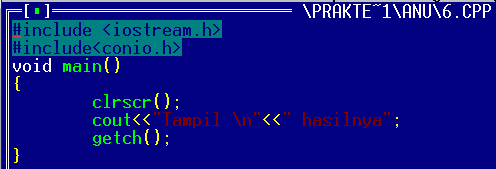 [■] \PRAKTE~1\ANU\6.CPP
#include <iostream.h>
#include<conio.h>
void main()
{
clrscr();
cout<<"Tampil \n"<<" hasilnya";
getch();
}